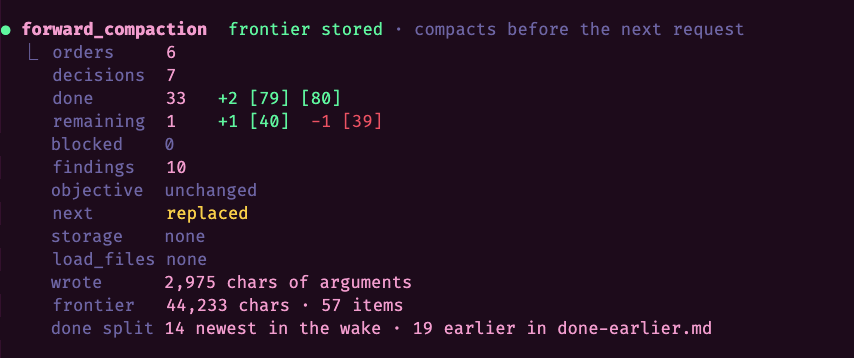 ● forward_compaction  frontier stored · compacts before the next request
└ orders 6
decisions 7
done 33 +2 [79] [80]
remaining 1 +1 [40] -1 [39]
blocked 0
findings 10
objective unchanged
next replaced
storage none
load_files none
wrote 2,975 chars of arguments
frontier 44,233 chars · 57 items
done split 14 newest in the wake · 19 earlier in done-earlier.md